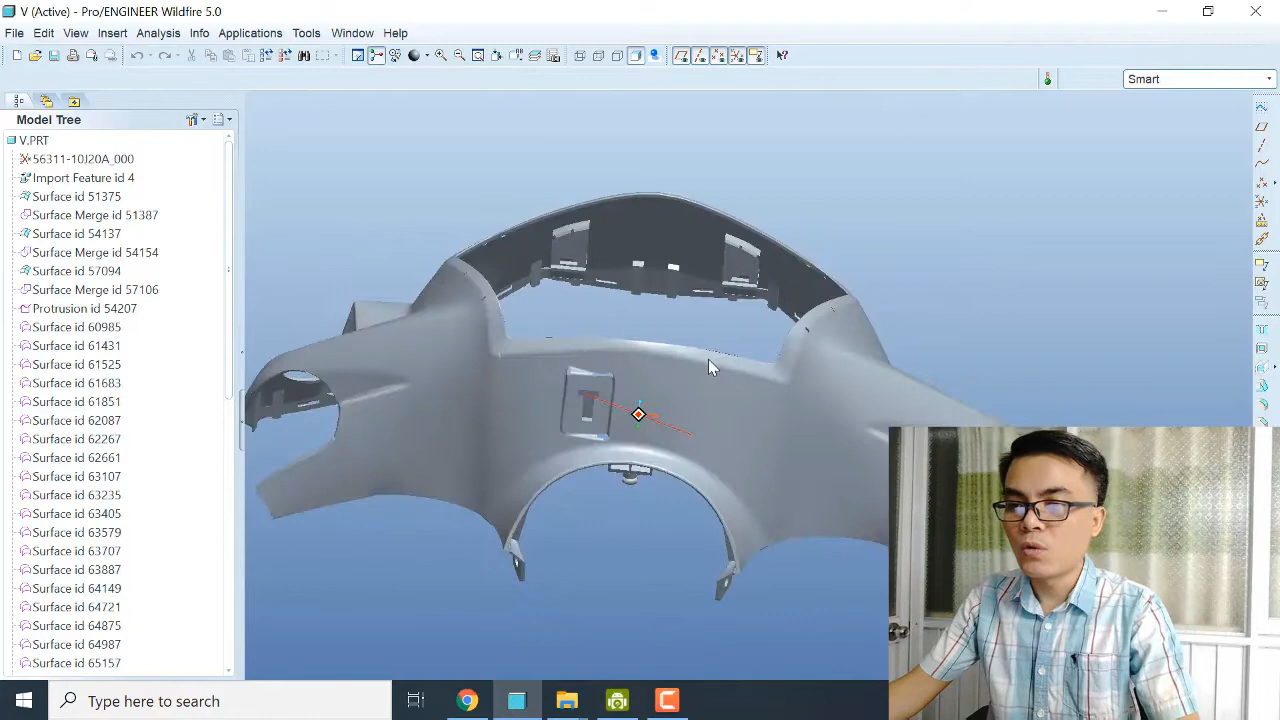 V (Active) - Pro/ENGINEER Wildfire 5.0
File Edit View Insert Analysis Info Applications Tools Window Help
Smart
Model Tree
V.PRT
56311-10J20A_000
Import Feature id 4
Surface id 51375
Surface Merge id 51387
Surface id 54137
Surface Merge id 54154
Surface id 57094
Surface Merge id 57106
Protrusion id 54207
Surface id 60985
Surface id 61431
Surface id 61525
Surface id 61683
Surface id 61851
Surface id 62087
Surface id 62267
Surface id 62661
Surface id 63107
Surface id 63235
Surface id 63405
Surface id 63579
Surface id 63707
Surface id 63887
Surface id 64149
Surface id 64721
Surface id 64875
Surface id 64987
Surface id 65157
Type here to search